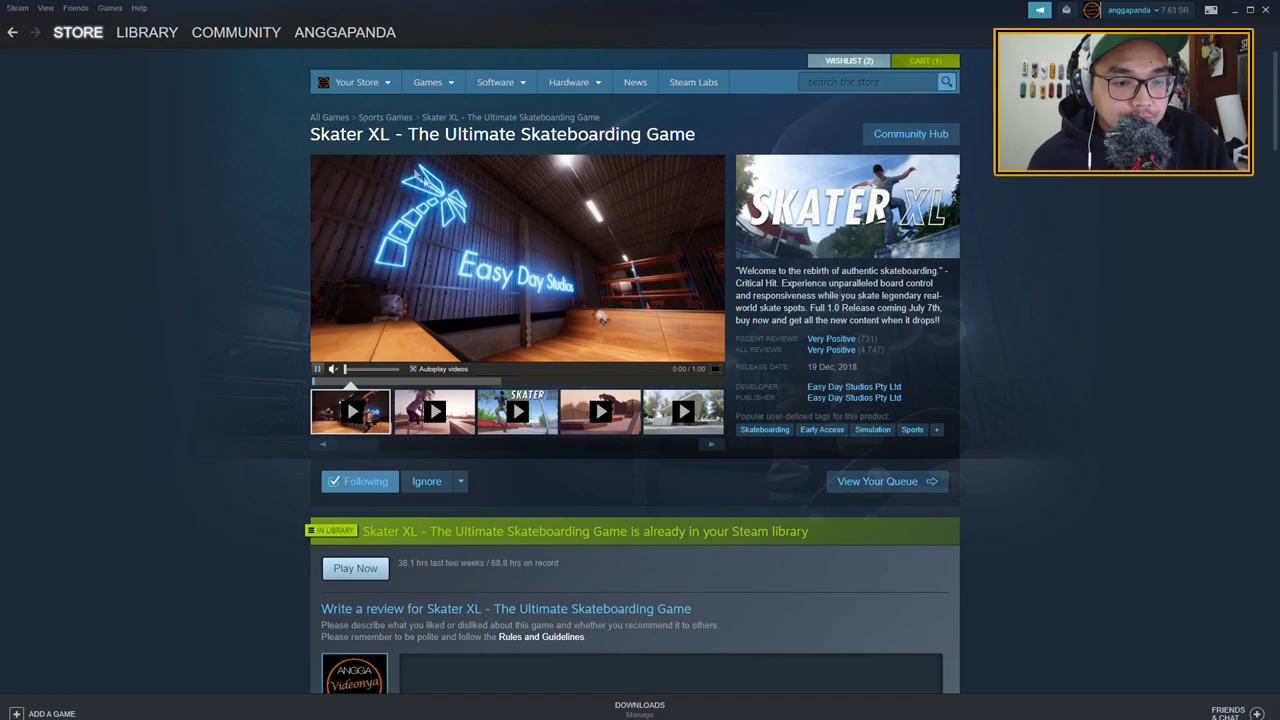 Steam View Friends Games Help
anggapanda 7.63 SR
STORE LIBRARY COMMUNITY ANGGAPANDA
WISHLIST (2) CART (1)
Your Store Games Software Hardware News Steam Labs search the store
All Games > Sports Games > Skater XL - The Ultimate Skateboarding Game
Skater XL - The Ultimate Skateboarding Game
Community Hub
Easy Day Studios
SKATER XL
"Welcome to the rebirth of authentic skateboarding." -
Critical Hit. Experience unparalleled board control
and responsiveness while you skate legendary real-
world skate spots. Full 1.0 Release coming July 7th,
buy now and get all the new content when it drops!!
RECENT REVIEWS: Very Positive (731)
ALL REVIEWS: Very Positive (4,747)
RELEASE DATE: 19 Dec, 2018
DEVELOPER: Easy Day Studios Pty Ltd
PUBLISHER: Easy Day Studios Pty Ltd
Popular user-defined tags for this product:
Skateboarding Early Access Simulation Sports +
Autoplay videos 0:00 / 1:00
SKATER
Following Ignore View Your Queue
IN LIBRARY Skater XL - The Ultimate Skateboarding Game is already in your Steam library
Play Now 38.1 hrs last two weeks / 68.8 hrs on record
Write a review for Skater XL - The Ultimate Skateboarding Game
Please describe what you liked or disliked about this game and whether you recommend it to others.
Please remember to be polite and follow the Rules and Guidelines.
ANGGA
Videonya
ADD A GAME
DOWNLOADS
Manage
FRIENDS
& CHAT